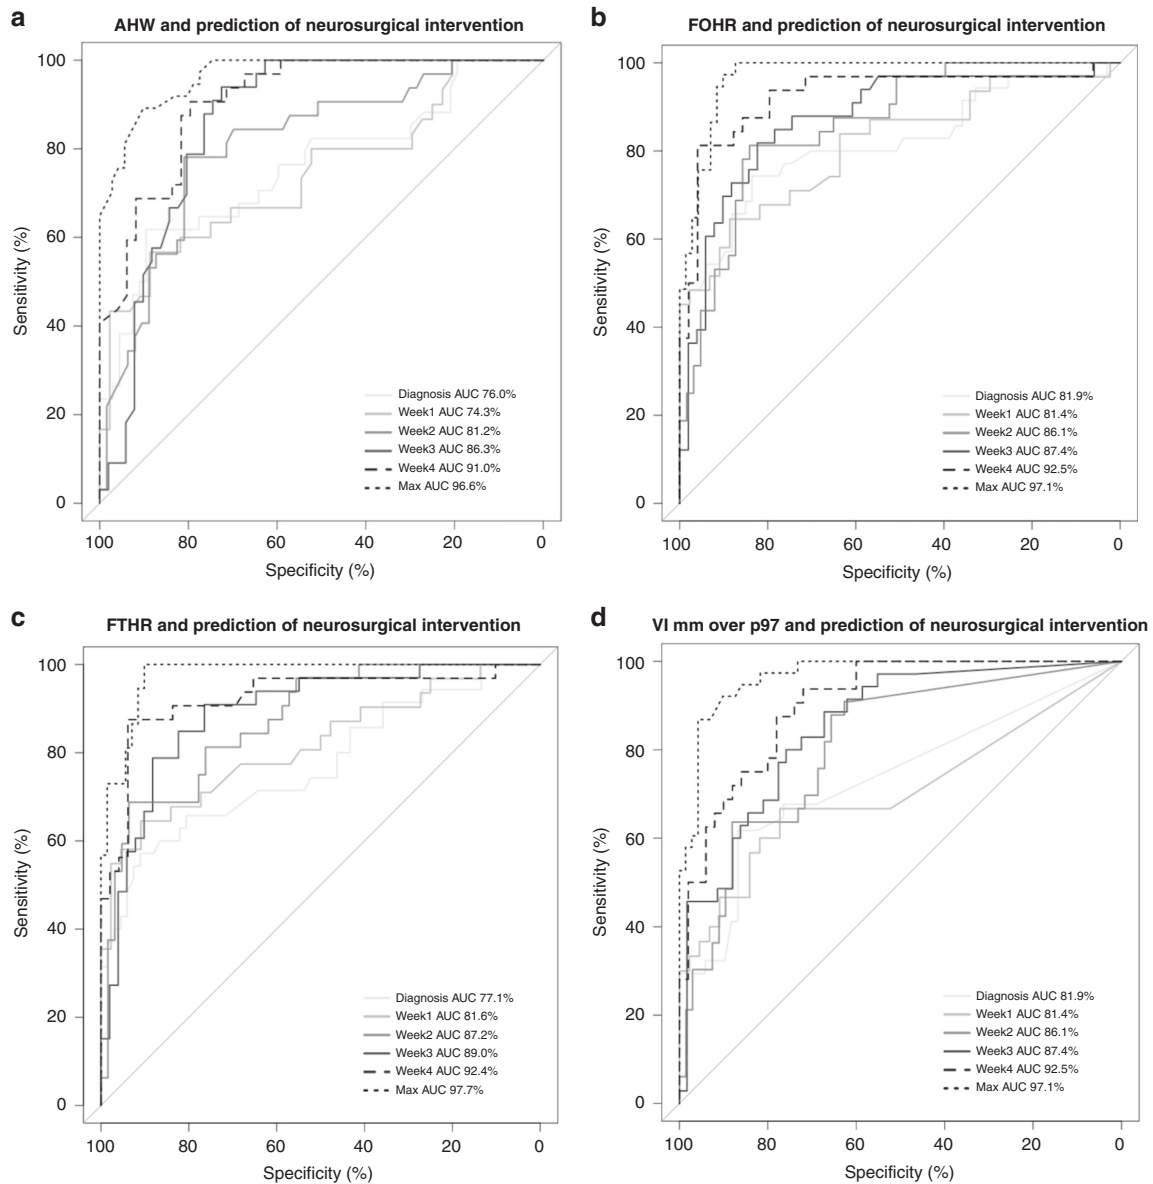 a
AHW and prediction of neurosurgical intervention
100
80
60
40
20
0
Sensitivity (%)
Diagnosis AUC 76.0%
Week1 AUC 74.3%
Week2 AUC 81.2%
Week3 AUC 86.3%
Week4 AUC 91.0%
Max AUC 96.6%
100 80 60 40 20 0
Specificity (%)
b
FOHR and prediction of neurosurgical intervention
100
80
60
40
20
0
Sensitivity (%)
Diagnosis AUC 81.9%
Week1 AUC 81.4%
Week2 AUC 86.1%
Week3 AUC 87.4%
Week4 AUC 92.5%
Max AUC 97.1%
100 80 60 40 20 0
Specificity (%)
c
FTHR and prediction of neurosurgical intervention
100
80
60
40
20
0
Sensitivity (%)
Diagnosis AUC 77.1%
Week1 AUC 81.6%
Week2 AUC 87.2%
Week3 AUC 89.0%
Week4 AUC 92.4%
Max AUC 97.7%
100 80 60 40 20 0
Specificity (%)
d
VI mm over p97 and prediction of neurosurgical intervention
100
80
60
40
20
0
Sensitivity (%)
Diagnosis AUC 81.9%
Week1 AUC 81.4%
Week2 AUC 86.1%
Week3 AUC 87.4%
Week4 AUC 92.5%
Max AUC 97.1%
100 80 60 40 20 0
Specificity (%)